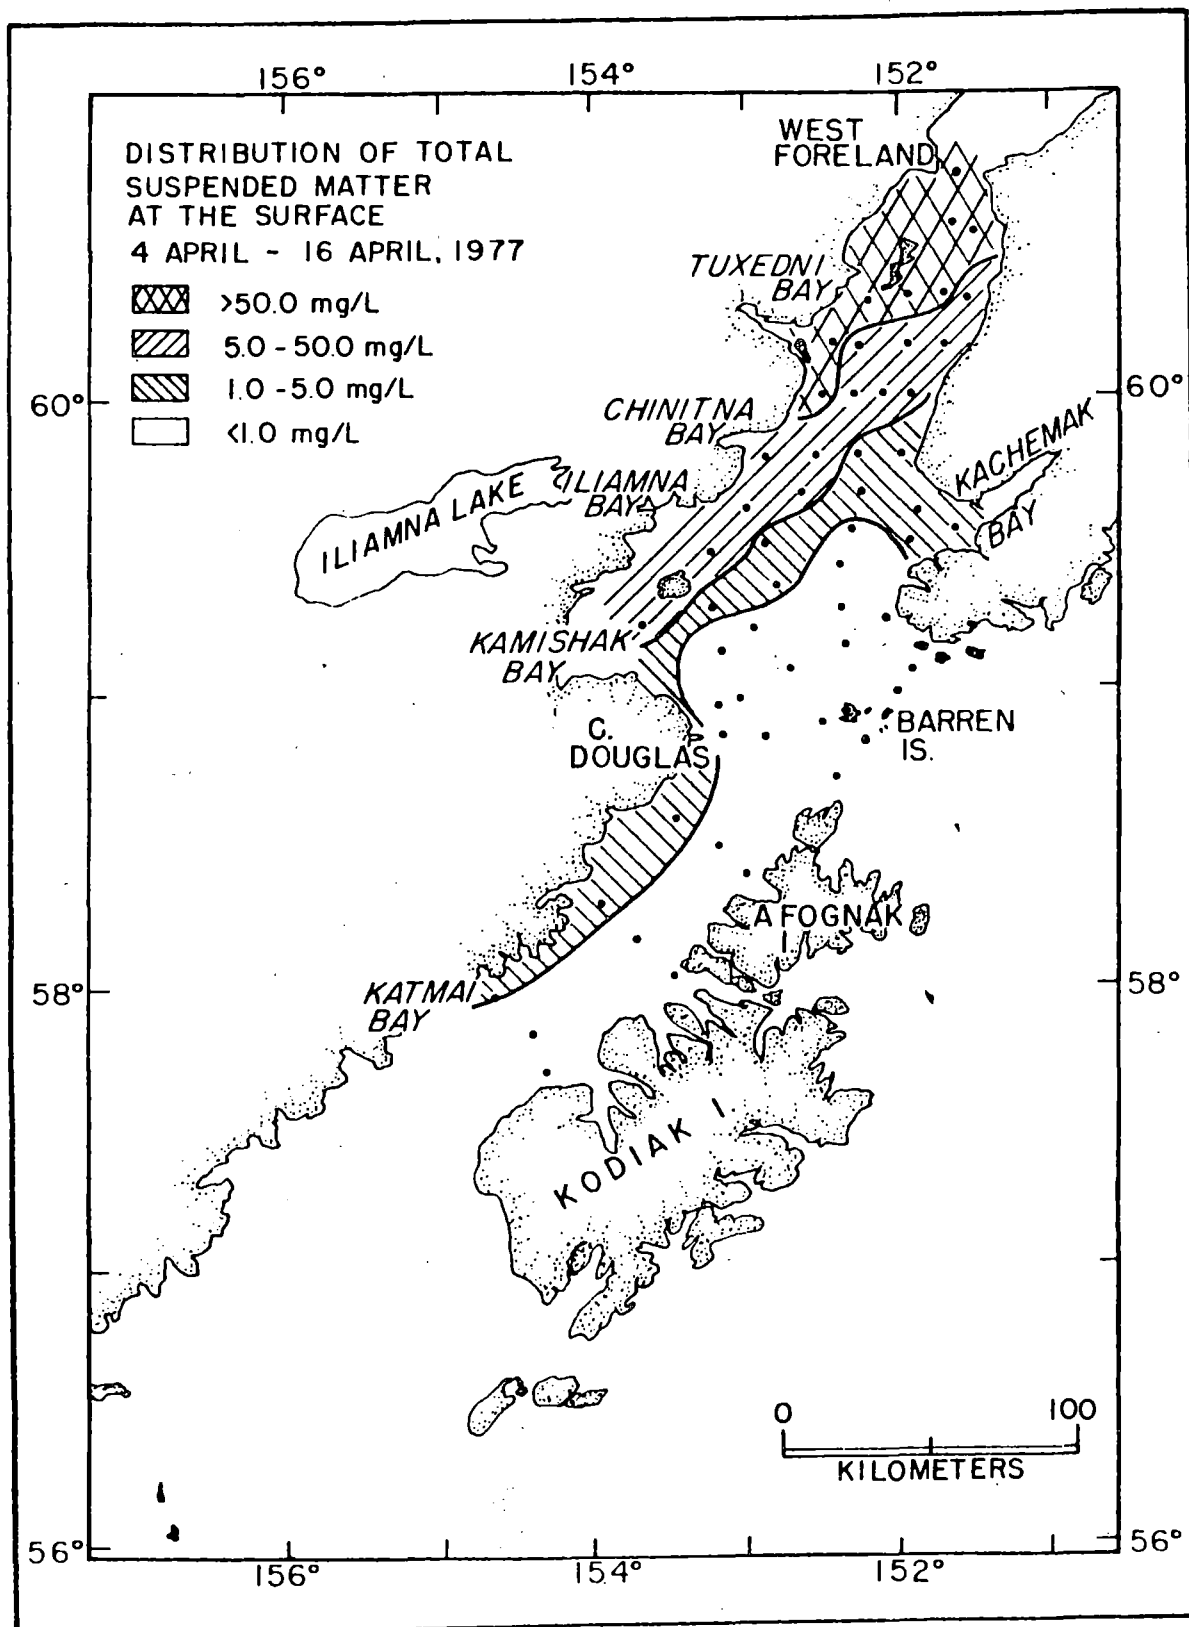 156° 154° 152°
DISTRIBUTION OF TOTAL
SUSPENDED MATTER
AT THE SURFACE
4 APRIL - 16 APRIL, 1977
>50.0 mg/L
5.0 - 50.0 mg/L
1.0 - 5.0 mg/L
<1.0 mg/L
WEST
FORELAND
TUXEDNI
BAY
60° 60°
CHINITNA
BAY
KACHEMAK
BAY
ILIAMNA LAKE
ILIAMNA
BAY
KAMISHAK
BAY
C.
DOUGLAS
BARREN
IS.
AFOGNAK
I.
58° 58°
KATMAI
BAY
KODIAK I.
0 100
KILOMETERS
56° 56°
156° 154° 152°